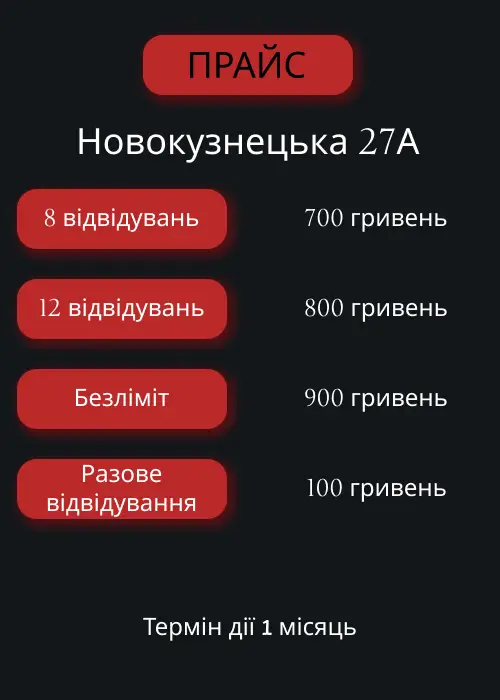 ПРАЙС
Новокузнецька 27А
8 відвідувань
700 гривень
12 відвідувань
800 гривень
Безліміт
900 гривень
Разове
відвідування
100 гривень
Термін дії 1 місяць